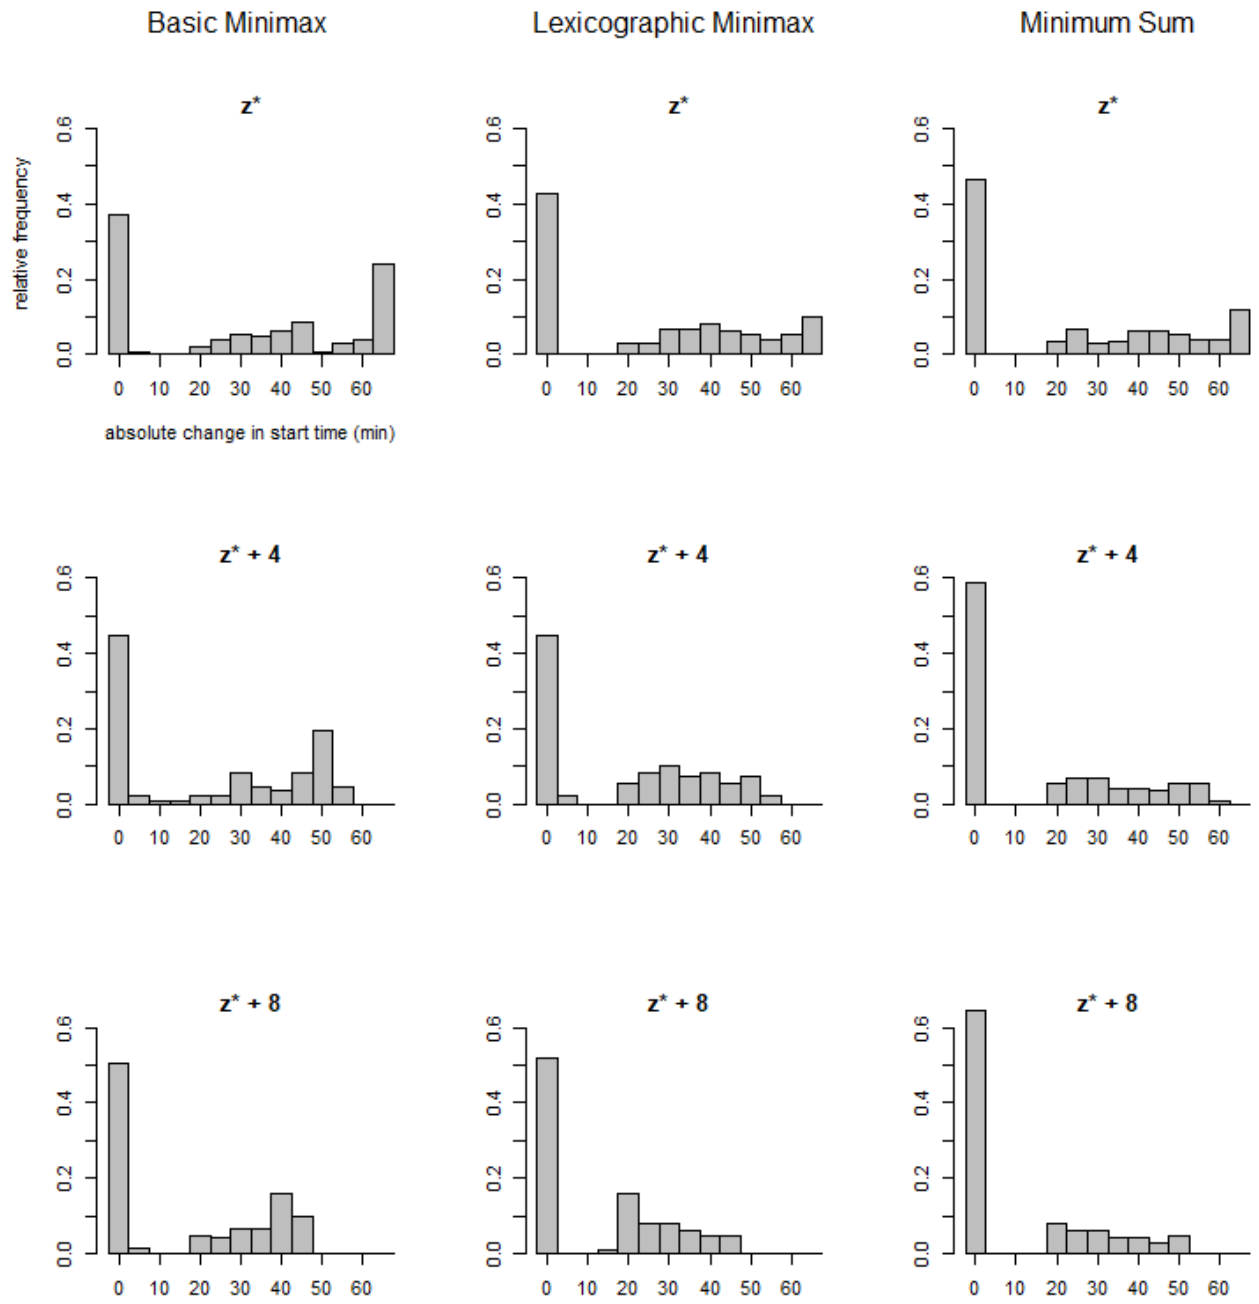 Basic Minimax Lexicographic Minimax Minimum Sum
z* z* z*
relative frequency
0.6 0.6 0.6
0.4 0.4 0.4
0.2 0.2 0.2
0.0 0.0 0.0
0 10 20 30 40 50 60 0 10 20 30 40 50 60 0 10 20 30 40 50 60
absolute change in start time (min)
z* + 4 z* + 4 z* + 4
0.6 0.6 0.6
0.4 0.4 0.4
0.2 0.2 0.2
0.0 0.0 0.0
0 10 20 30 40 50 60 0 10 20 30 40 50 60 0 10 20 30 40 50 60
z* + 8 z* + 8 z* + 8
0.6 0.6 0.6
0.4 0.4 0.4
0.2 0.2 0.2
0.0 0.0 0.0
0 10 20 30 40 50 60 0 10 20 30 40 50 60 0 10 20 30 40 50 60